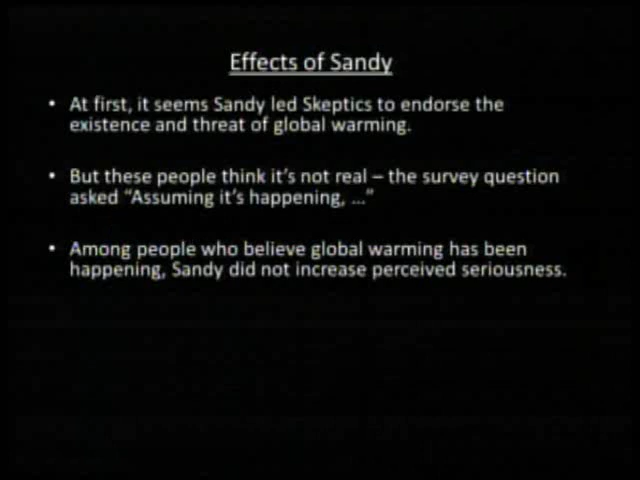 Effects of Sandy
• At first, it seems Sandy led Skeptics to endorse the
existence and threat of global warming.
• But these people think it's not real – the survey question
asked "Assuming it's happening, ..."
• Among people who believe global warming has been
happening, Sandy did not increase perceived seriousness.